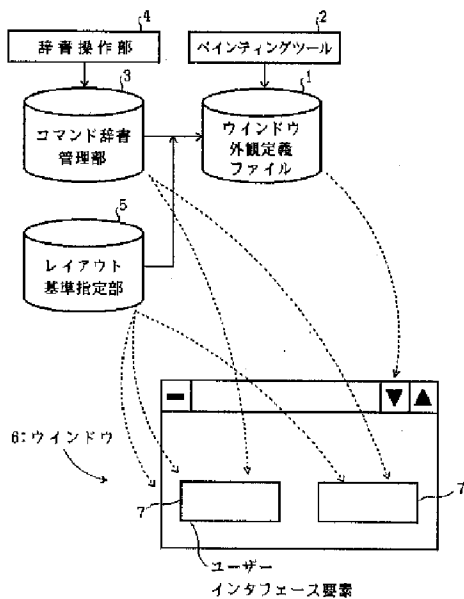 4
辞書操作部
2
ペインティングツール
3
コマンド辞書
管理部
1
ウインドウ
外観定義
ファイル
5
レイアウト
基準指定部
6:ウインドウ
7
7
ユーザー
インタフェース要素